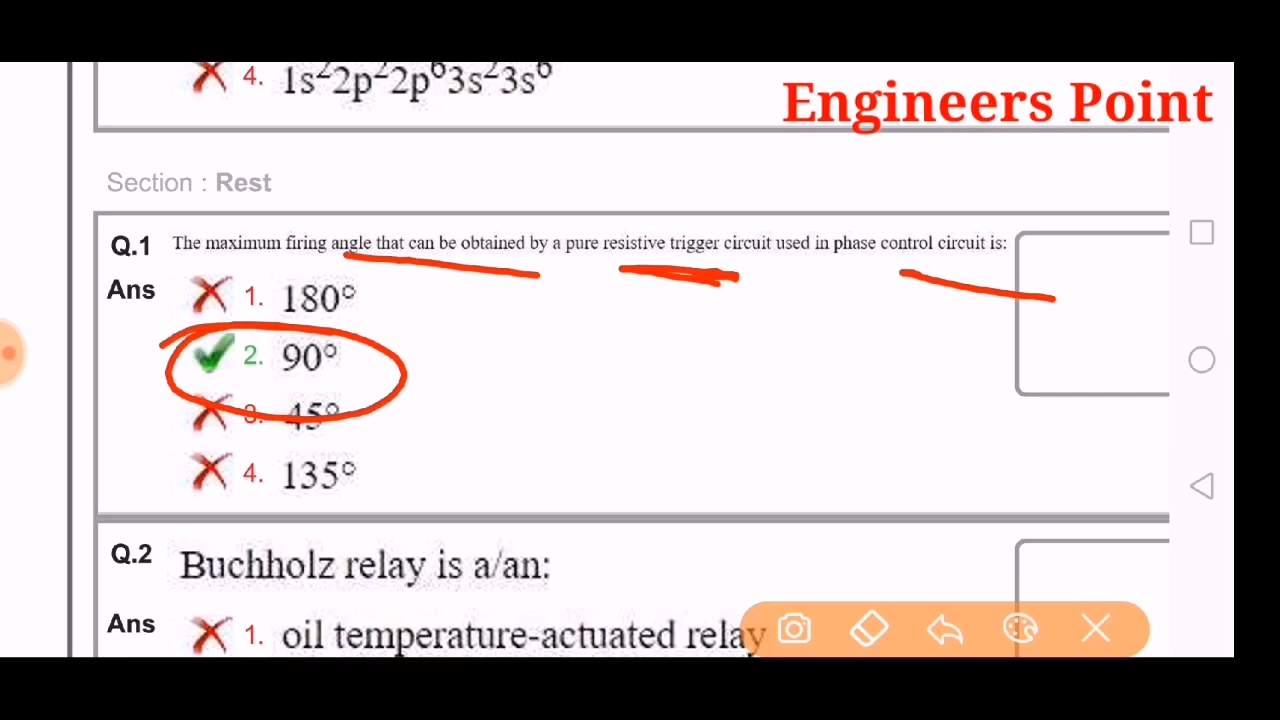 4. 1s²2p²2p⁶3s²3s⁶
Engineers Point
Section : Rest
Q.1 The maximum firing angle that can be obtained by a pure resistive trigger circuit used in phase control circuit is:
Ans 1. 180°
2. 90°
3. 45°
4. 135°
Q.2 Buchholz relay is a/an:
Ans 1. oil temperature-actuated relay